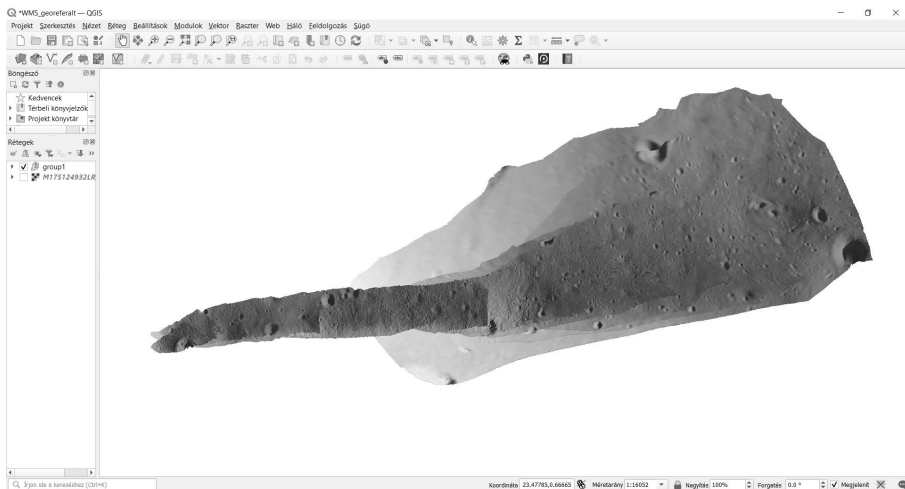 *WMS_georeferalt — QGIS
Projekt Szerkesztés Nézet Réteg Beállítások Modulok Vektor Raszter Web Háló Feldolgozás Súgó
Böngésző
Kedvencek
Térbeli könyvjelzők
Projekt könyvtár
Rétegek
group1
M175124932LR
Írjon ide a kereséshez (Ctrl+K)
Koordináta 23.47785,0.66665 Méretarány 1:16052 Nagyítás 100% Forgatás 0.0 ° Megjelenít